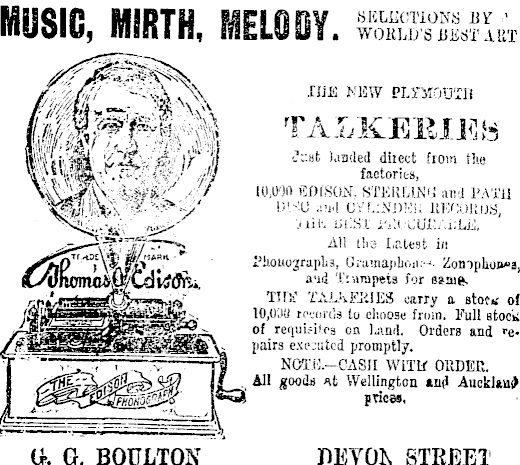 MUSIC, MIRTH, MELODY.
SELECTIONS BY
WORLD'S BEST ART
THE NEW PLYMOUTH
TALKERIES
Just landed direct from the
factories,
10,000 EDISON, STERLING and PATH
DISC and CYLINDER RECORDS,
THE BEST PROCURABLE.
All the Latest in
Phonographs, Gramaphones, Zonophones,
and Trumpets for same.
THE TALKERIES carry a stock of
10,000 records to choose from. Full stock
of requisites on hand. Orders and re-
pairs executed promptly.
NOTE.—CASH WITH ORDER.
All goods at Wellington and Auckland
prices.
TRADE MARK
Thomas A Edison
THE EDISON PHONOGRAPH
G. G. BOULTON
DEVON STREET